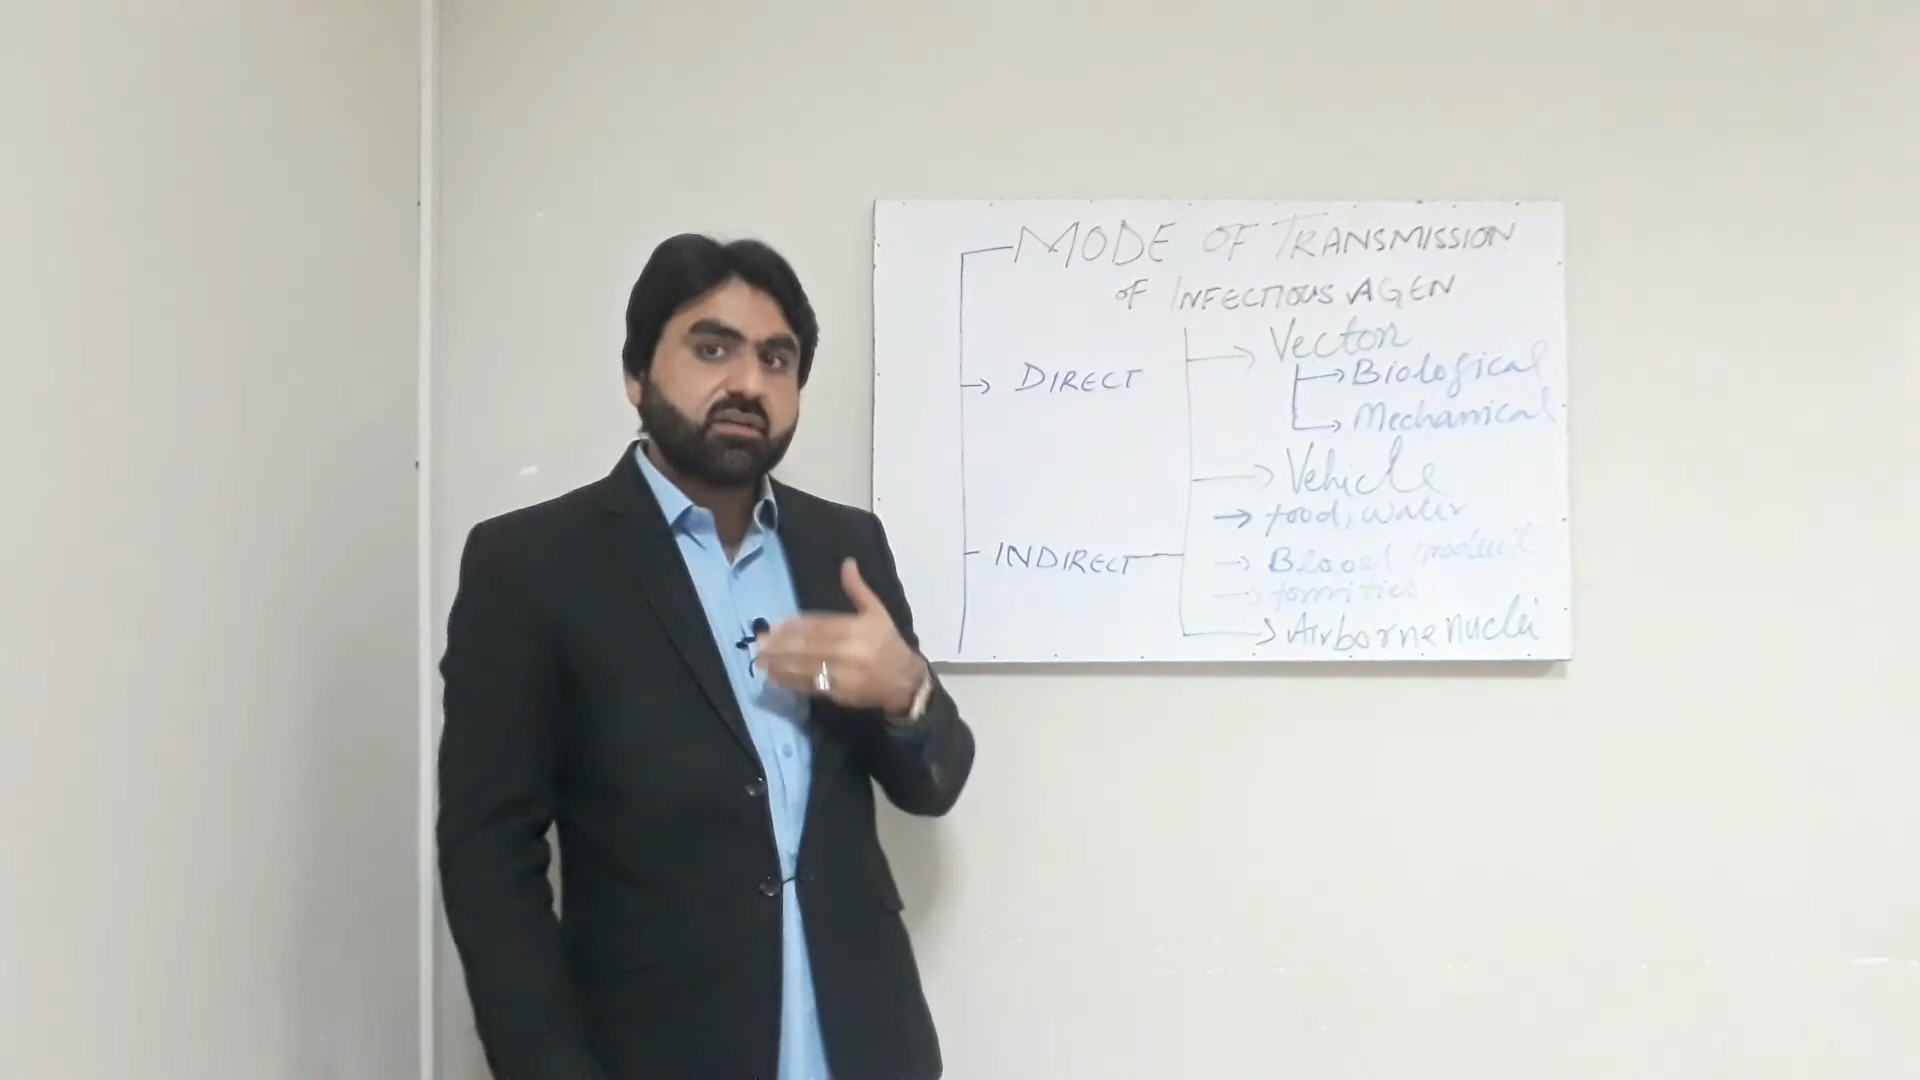 MODE OF TRANSMISSION
OF INFECTIOUS AGEN
DIRECT
INDIRECT
Vector
Biological
Mechanical
Vehicle
food, water
Blood product
fomities
Airborne nuclei